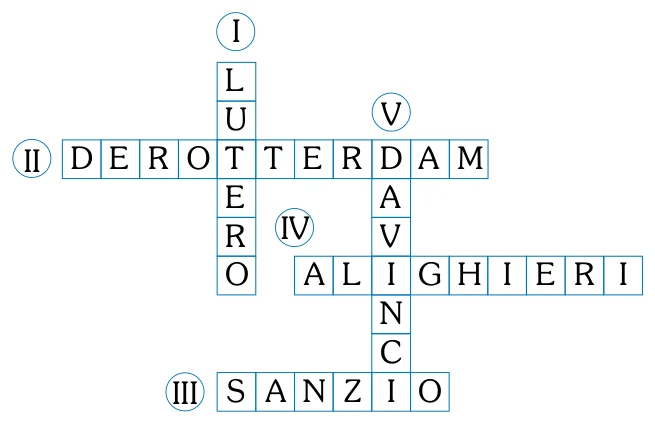 I
LUTERO
V
II DEROTTERDAM
DAVINCI
IV
ALIGHIERI
III SANZIO